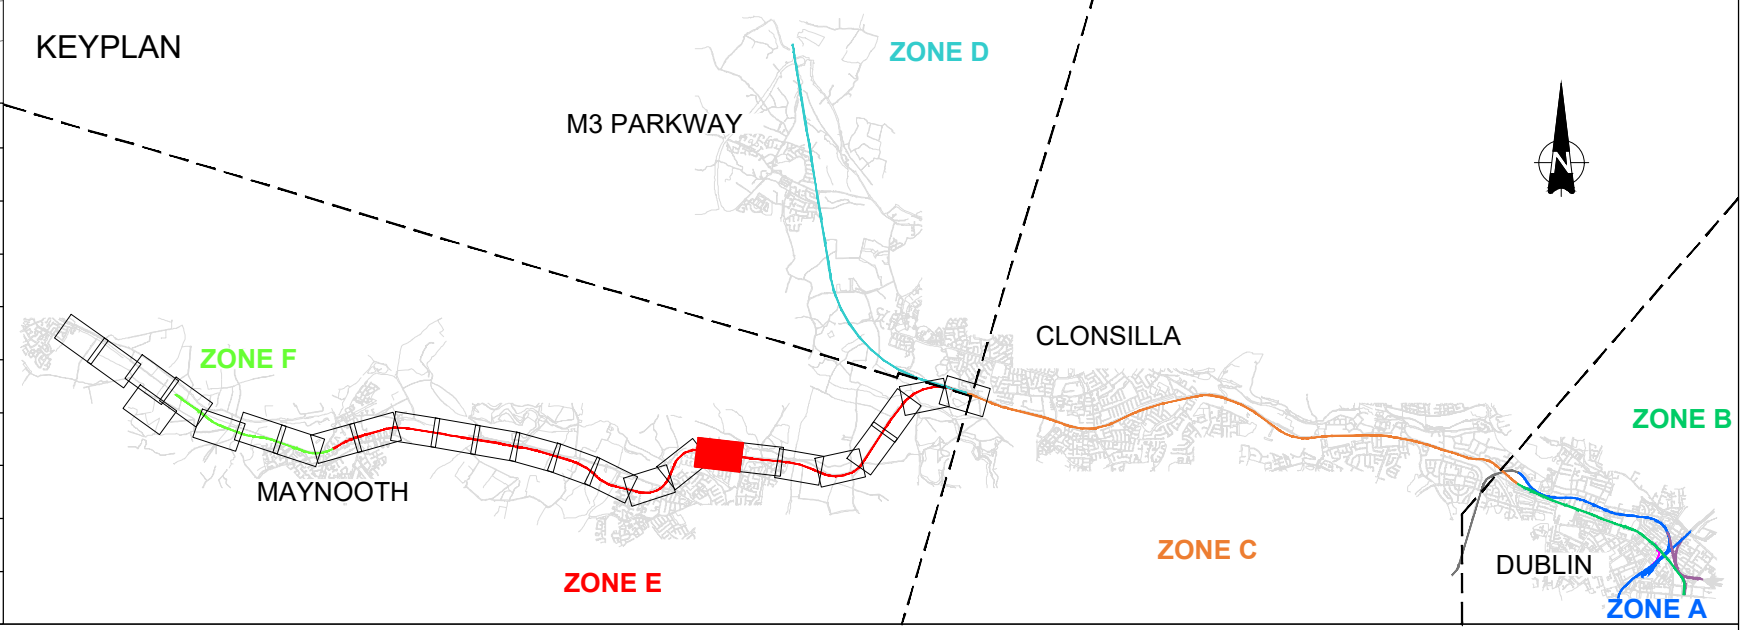 KEYPLAN
ZONE D
M3 PARKWAY
N
CLONSILLA
ZONE F
ZONE B
MAYNOOTH
ZONE C
DUBLIN
ZONE E
ZONE A